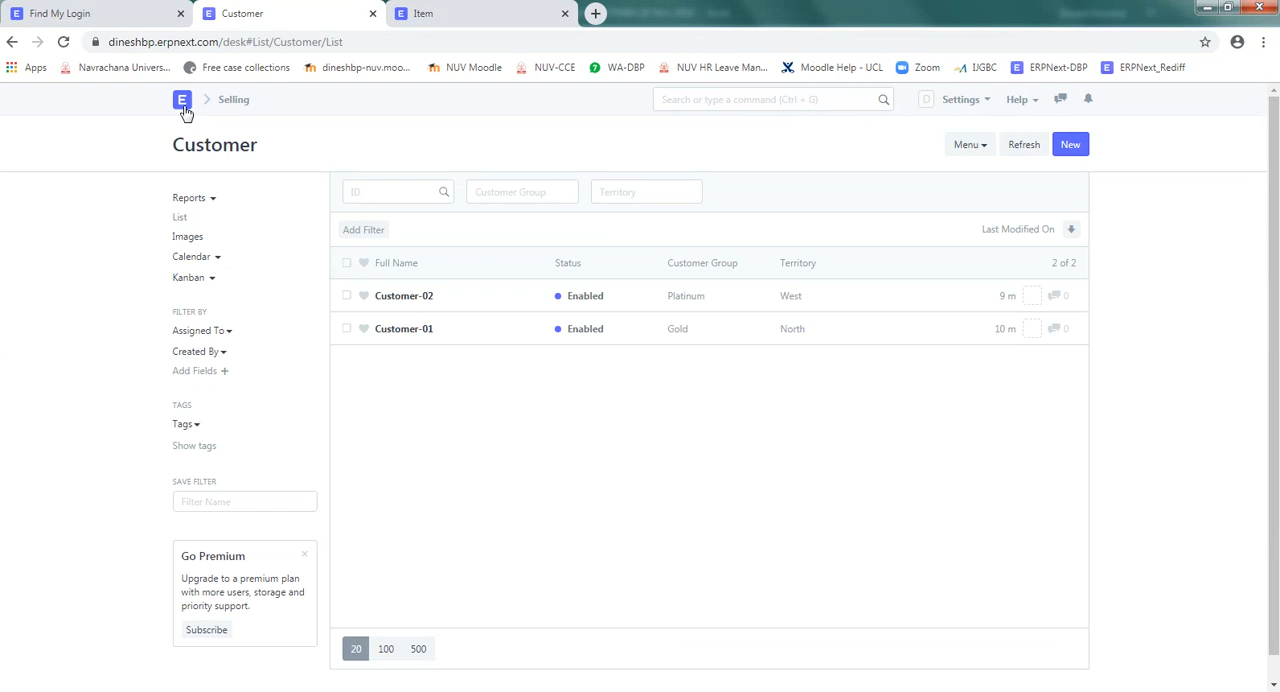 E Find My Login × E Customer × E Item × +
dineshbp.erpnext.com/desk#List/Customer/List
Apps Navrachana Univers... Free case collections dineshbp-nuv.moo... NUV Moodle NUV-CCE WA-DBP NUV HR Leave Man... Moodle Help - UCL Zoom IJGBC ERPNext-DBP ERPNext_Rediff
E Selling Search or type a command (Ctrl + G) D Settings Help
Customer Menu Refresh New
Reports
List
Images
Calendar
Kanban
FILTER BY
Assigned To
Created By
Add Fields +
TAGS
Tags
Show tags
SAVE FILTER
Filter Name
Go Premium ×
Upgrade to a premium plan
with more users, storage and
priority support.
Subscribe
ID Customer Group Territory
Add Filter Last Modified On
Full Name Status Customer Group Territory 2 of 2
Customer-02 Enabled Platinum West 9 m 0
Customer-01 Enabled Gold North 10 m 0
20 100 500